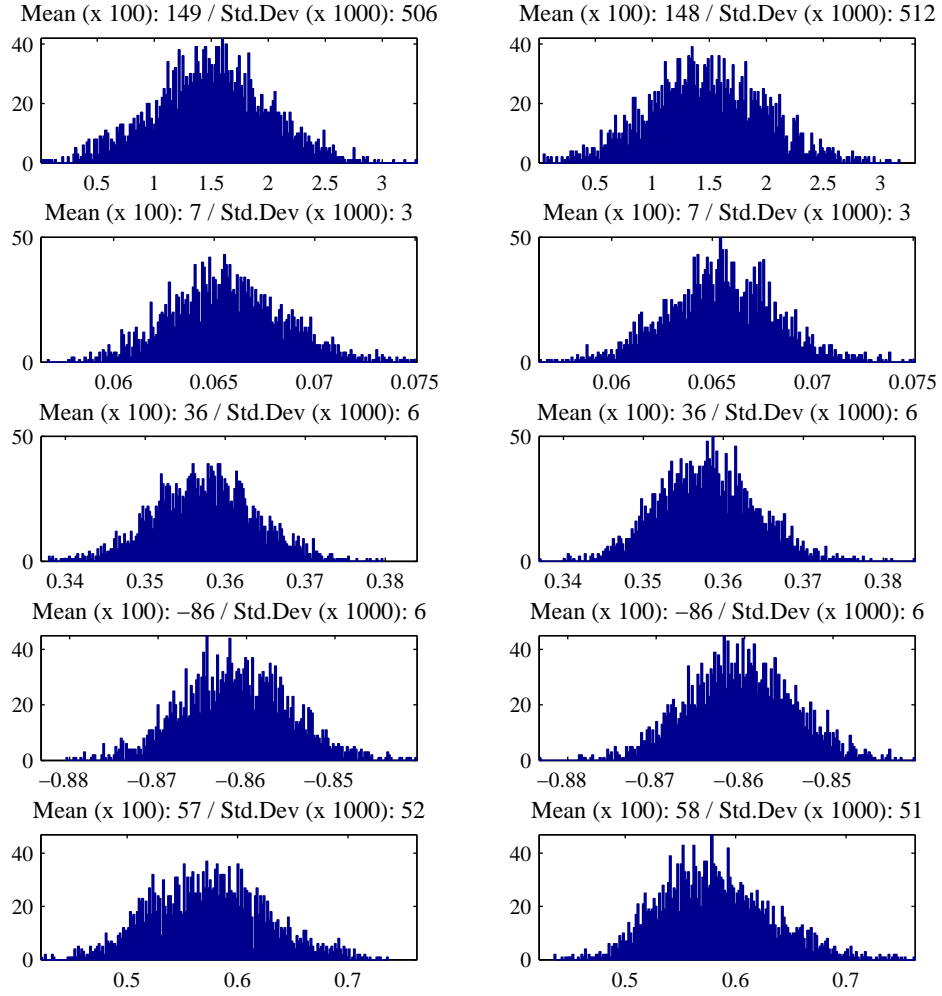 Mean (x 100): 149 / Std.Dev (x 1000): 506
40
20
0
0.5 1 1.5 2 2.5 3
Mean (x 100): 148 / Std.Dev (x 1000): 512
40
20
0
0.5 1 1.5 2 2.5 3
Mean (x 100): 7 / Std.Dev (x 1000): 3
50
0
0.06 0.065 0.07 0.075
Mean (x 100): 7 / Std.Dev (x 1000): 3
50
0
0.06 0.065 0.07 0.075
Mean (x 100): 36 / Std.Dev (x 1000): 6
50
0
0.34 0.35 0.36 0.37 0.38
Mean (x 100): 36 / Std.Dev (x 1000): 6
50
0
0.34 0.35 0.36 0.37 0.38
Mean (x 100): −86 / Std.Dev (x 1000): 6
40
20
0
−0.88 −0.87 −0.86 −0.85
Mean (x 100): −86 / Std.Dev (x 1000): 6
40
20
0
−0.88 −0.87 −0.86 −0.85
Mean (x 100): 57 / Std.Dev (x 1000): 52
40
20
0
0.5 0.6 0.7
Mean (x 100): 58 / Std.Dev (x 1000): 51
40
20
0
0.5 0.6 0.7